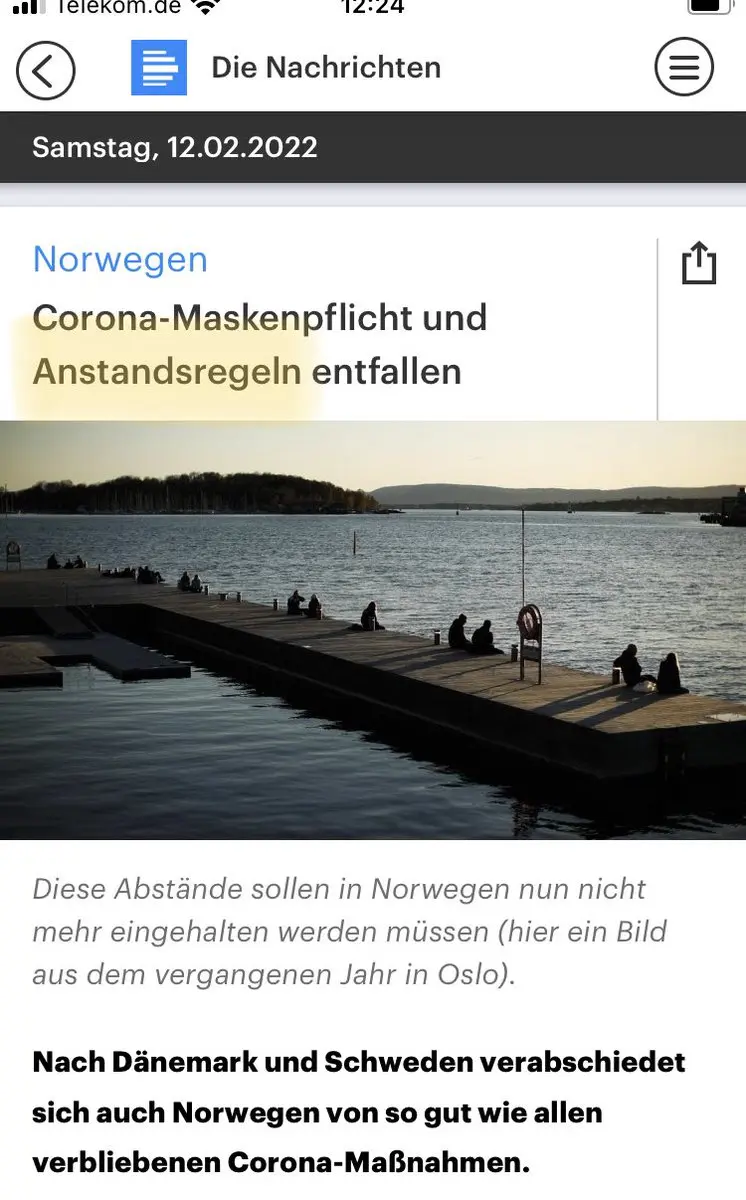 Telekom.de
12:24
Die Nachrichten
Samstag, 12.02.2022
Norwegen
Corona-Maskenpflicht und
Anstandsregeln entfallen
Diese Abstände sollen in Norwegen nun nicht
mehr eingehalten werden müssen (hier ein Bild
aus dem vergangenen Jahr in Oslo).
Nach Dänemark und Schweden verabschiedet
sich auch Norwegen von so gut wie allen
verbliebenen Corona-Maßnahmen.